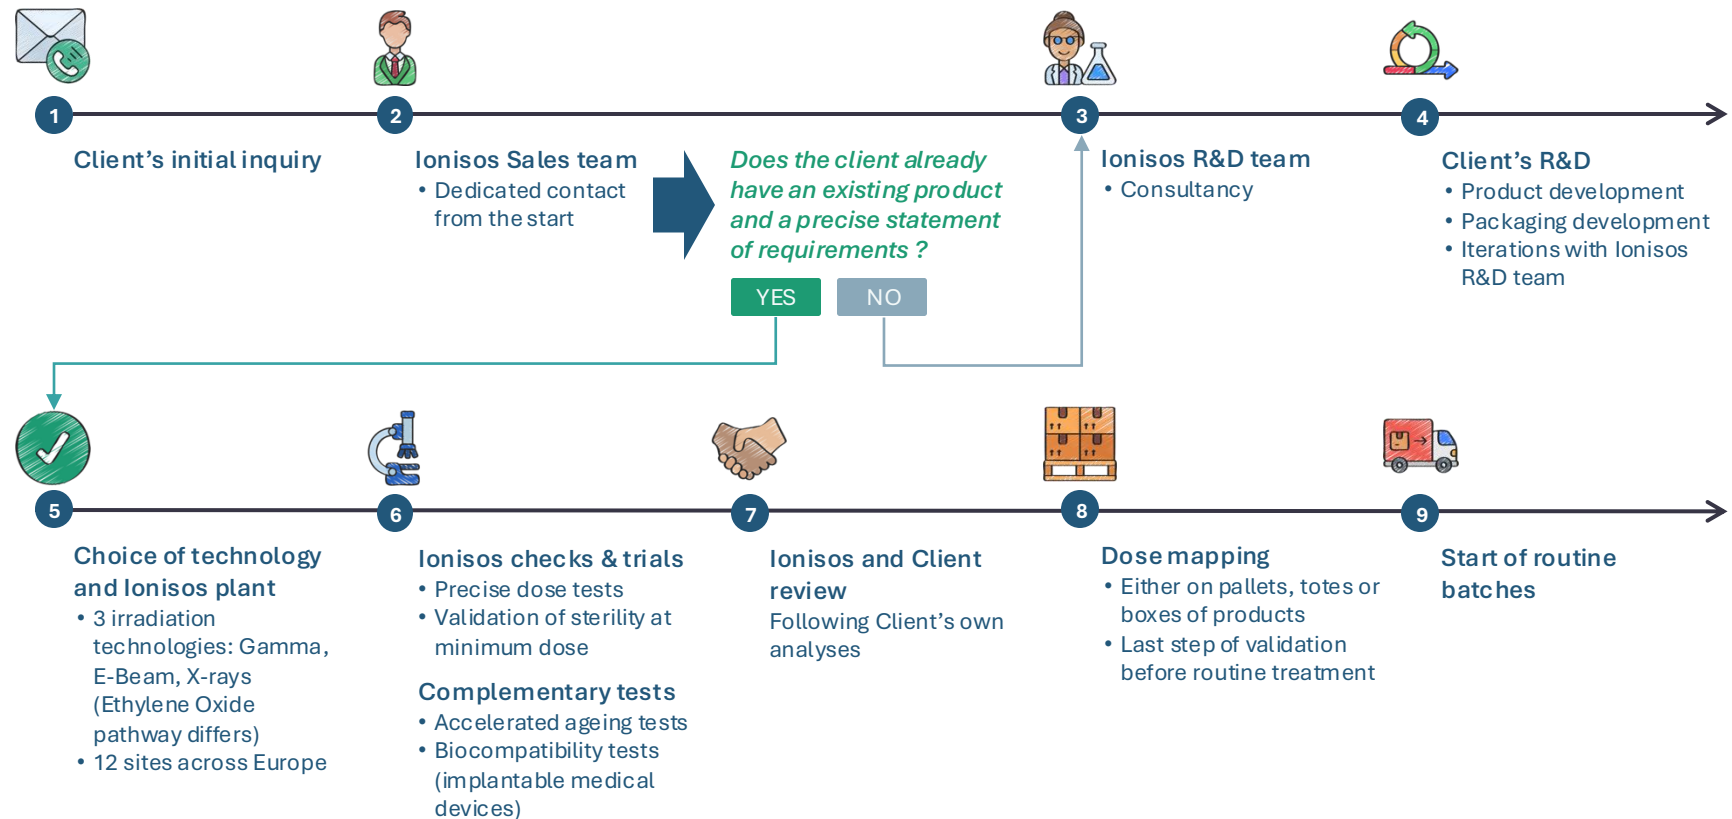 1
Client's initial inquiry
2
Ionisos Sales team
• Dedicated contact
from the start
Does the client already
have an existing product
and a precise statement
of requirements ?
YES
NO
3
Ionisos R&D team
• Consultancy
4
Client's R&D
• Product development
• Packaging development
• Iterations with Ionisos
R&D team
5
Choice of technology
and Ionisos plant
• 3 irradiation
technologies: Gamma,
E-Beam, X-rays
(Ethylene Oxide
pathway differs)
• 12 sites across Europe
6
Ionisos checks & trials
• Precise dose tests
• Validation of sterility at
minimum dose
Complementary tests
• Accelerated ageing tests
• Biocompatibility tests
(implantable medical
devices)
7
Ionisos and Client
review
Following Client's own
analyses
8
Dose mapping
• Either on pallets, totes or
boxes of products
• Last step of validation
before routine treatment
9
Start of routine
batches